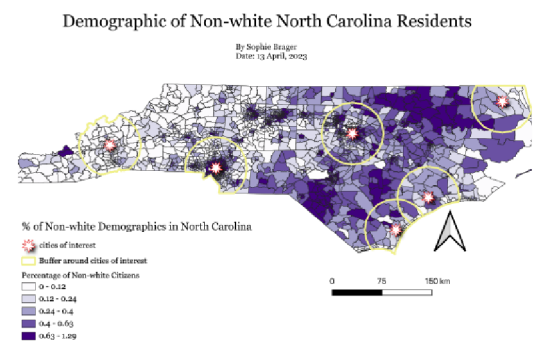 Demographic of Non-white North Carolina Residents
By Sophie Brager
Date: 13 April, 2023
% of Non-white Demographics in North Carolina
cities of interest
Buffer around cities of interest
Percentage of Non-white Citizens
0 - 0.12
0.12 - 0.24
0.24 - 0.4
0.4 - 0.63
0.63 - 1.29
0 75 150 km